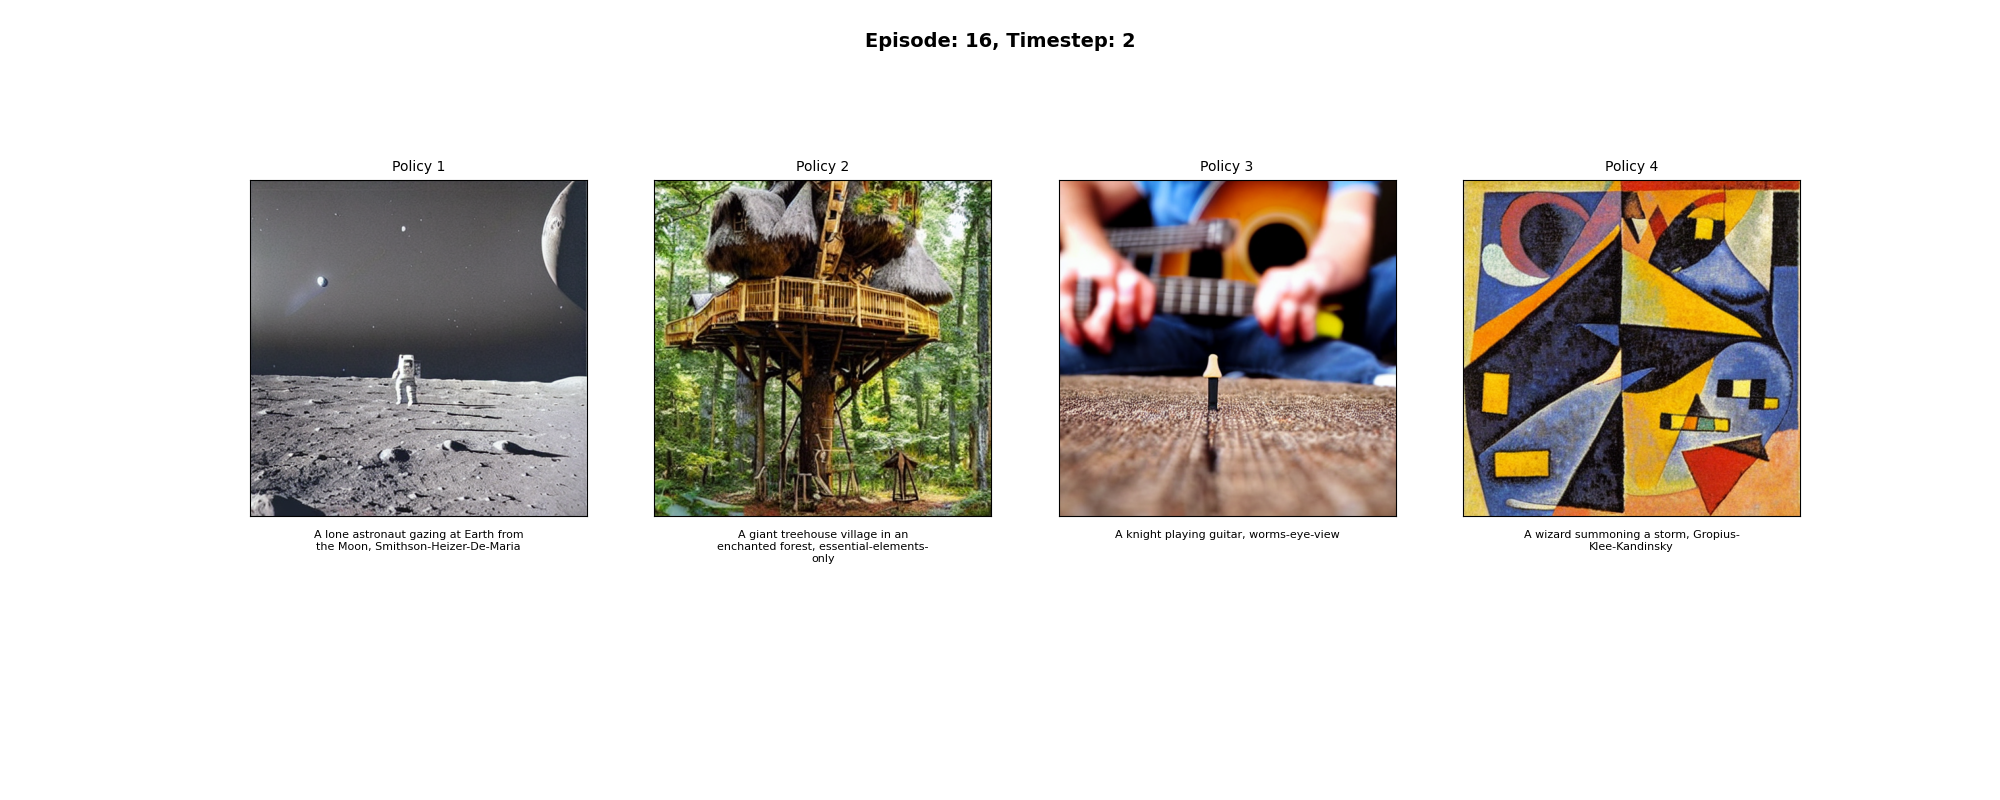 Episode: 16, Timestep: 2
Policy 1
Policy 2
Policy 3
Policy 4
A lone astronaut gazing at Earth from
the Moon, Smithson-Heizer-De-Maria
A giant treehouse village in an
enchanted forest, essential-elements-
only
A knight playing guitar, worms-eye-view
A wizard summoning a storm, Gropius-
Klee-Kandinsky